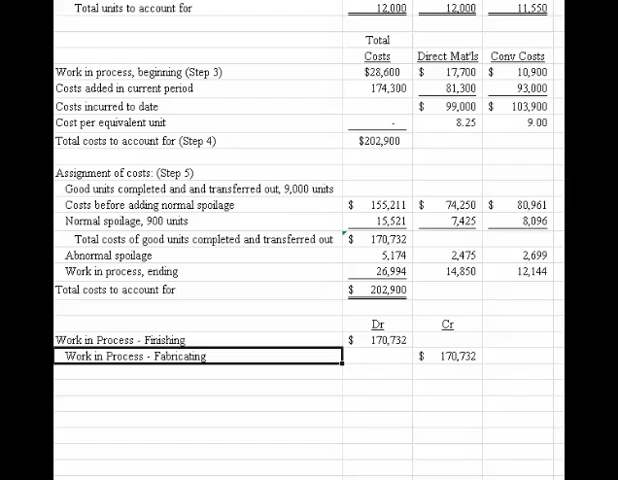 Total units to account for 12,000 12,000 11,550
Total
Costs Direct Mat'ls Conv Costs
Work in process, beginning (Step 3) $28,600 $ 17,700 $ 10,900
Costs added in current period 174,300 81,300 93,000
Costs incurred to date $ 99,000 $ 103,900
Cost per equivalent unit - 8.25 9.00
Total costs to account for (Step 4) $202,900
Assignment of costs: (Step 5)
Good units completed and and transferred out, 9,000 units
Costs before adding normal spoilage $ 155,211 $ 74,250 $ 80,961
Normal spoilage, 900 units 15,521 7,425 8,096
Total costs of good units completed and transferred out $ 170,732
Abnormal spoilage 5,174 2,475 2,699
Work in process, ending 26,994 14,850 12,144
Total costs to account for $ 202,900
Dr Cr
Work in Process - Finishing $ 170,732
Work in Process - Fabricating $ 170,732